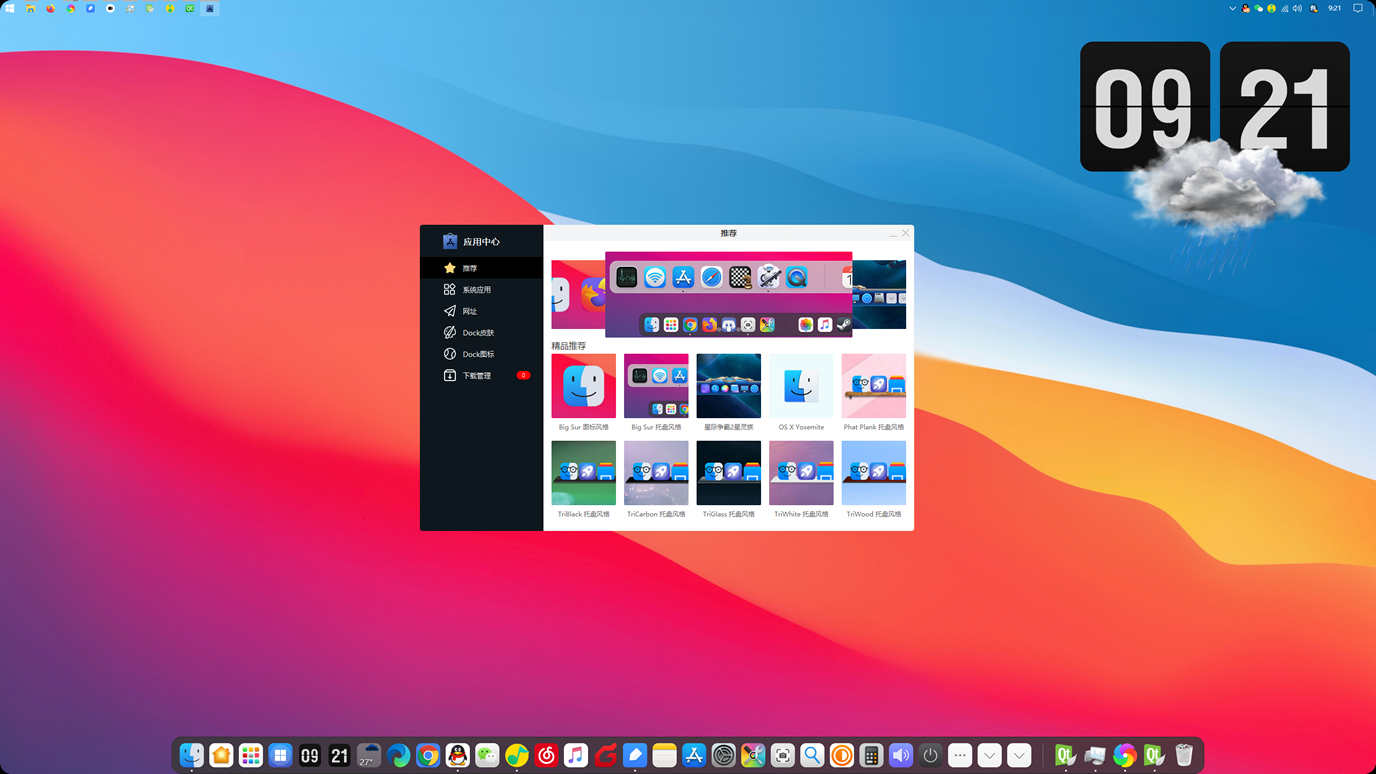 9:21
09 21
应用中心
推荐
推荐
系统应用
网址
Dock皮肤
Dock图标
下载管理 0
精品推荐
Big Sur 图标风格
Big Sur 托盘风格
星际争霸2星灵族
OS X Yosemite
Phat Plank 托盘风格
TriBlack 托盘风格
TriCarbon 托盘风格
TriGlass 托盘风格
TriWhite 托盘风格
TriWood 托盘风格
09 21 27° Qt Qt